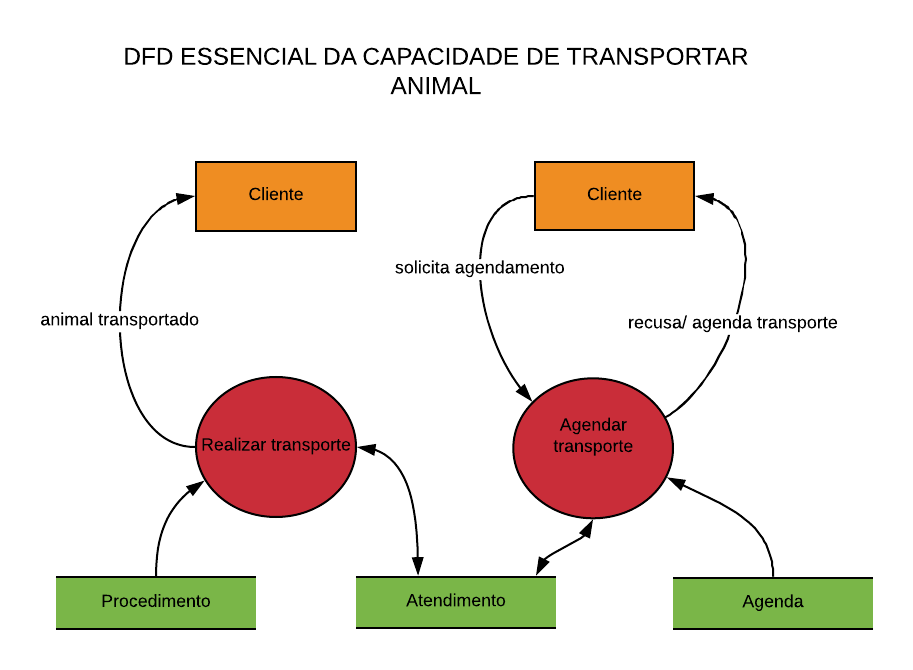 DFD ESSENCIAL DA CAPACIDADE DE TRANSPORTAR
ANIMAL
Cliente
Cliente
solicita agendamento
animal transportado
recusa/ agenda transporte
Realizar transporte
Agendar
transporte
Procedimento
Atendimento
Agenda